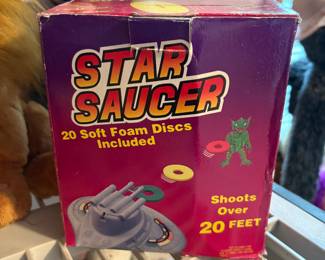 STAR
SAUCER
20 Soft Foam Discs
Included
Shoots
Over
20 FEET